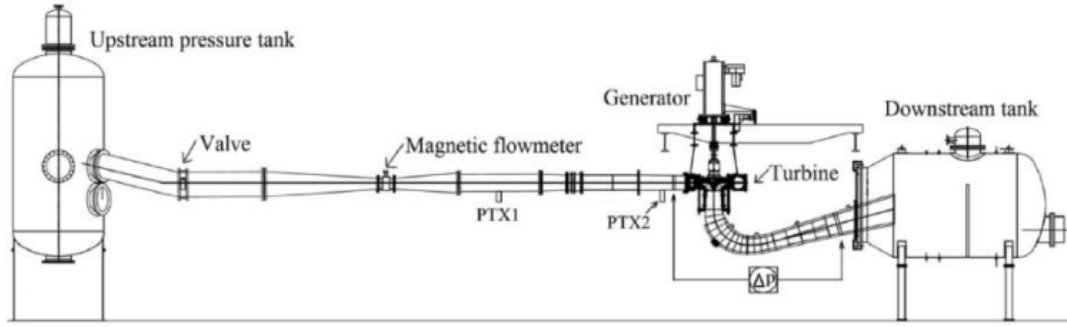 Upstream pressure tank
Valve
Magnetic flowmeter
PTX1
PTX2
Generator
Turbine
Downstream tank
ΔP